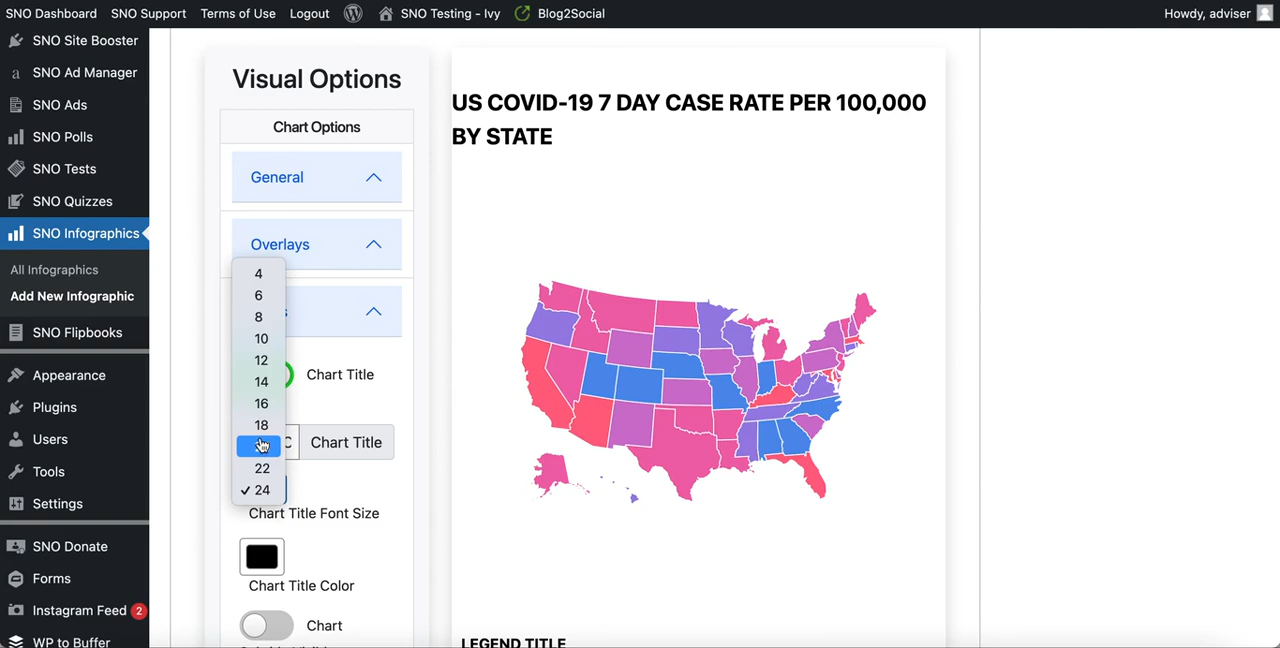 SNO Dashboard SNO Support Terms of Use Logout SNO Testing - Ivy Blog2Social Howdy, adviser
SNO Site Booster
SNO Ad Manager
SNO Ads
SNO Polls
SNO Tests
SNO Quizzes
SNO Infographics
All Infographics
Add New Infographic
SNO Flipbooks
Appearance
Plugins
Users
Tools
Settings
SNO Donate
Forms
Instagram Feed 2
WP to Buffer
Visual Options
Chart Options
General
Overlays
4
6
8
10
12
14
16
18
22
24
Chart Title
Chart Title
Chart Title Font Size
Chart Title Color
Chart
US COVID-19 7 DAY CASE RATE PER 100,000
BY STATE
LEGEND TITLE